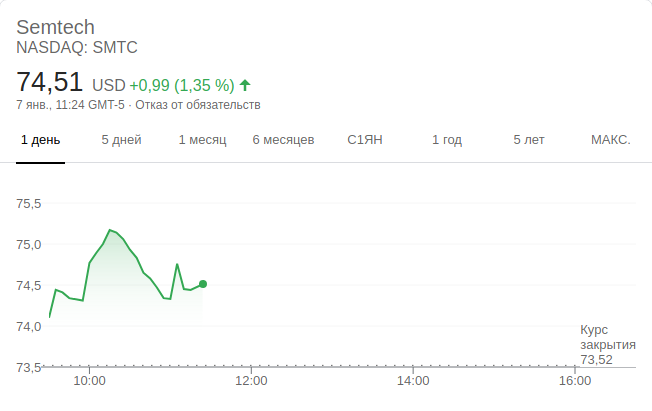 Semtech
NASDAQ: SMTC
74,51 USD +0,99 (1,35 %)
7 янв., 11:24 GMT-5 · Отказ от обязательств
1 день 5 дней 1 месяц 6 месяцев С1ЯН 1 год 5 лет МАКС.
75,5
75,0
74,5
74,0
Курс
закрытия
73,52
73,5
10:00 12:00 14:00 16:00